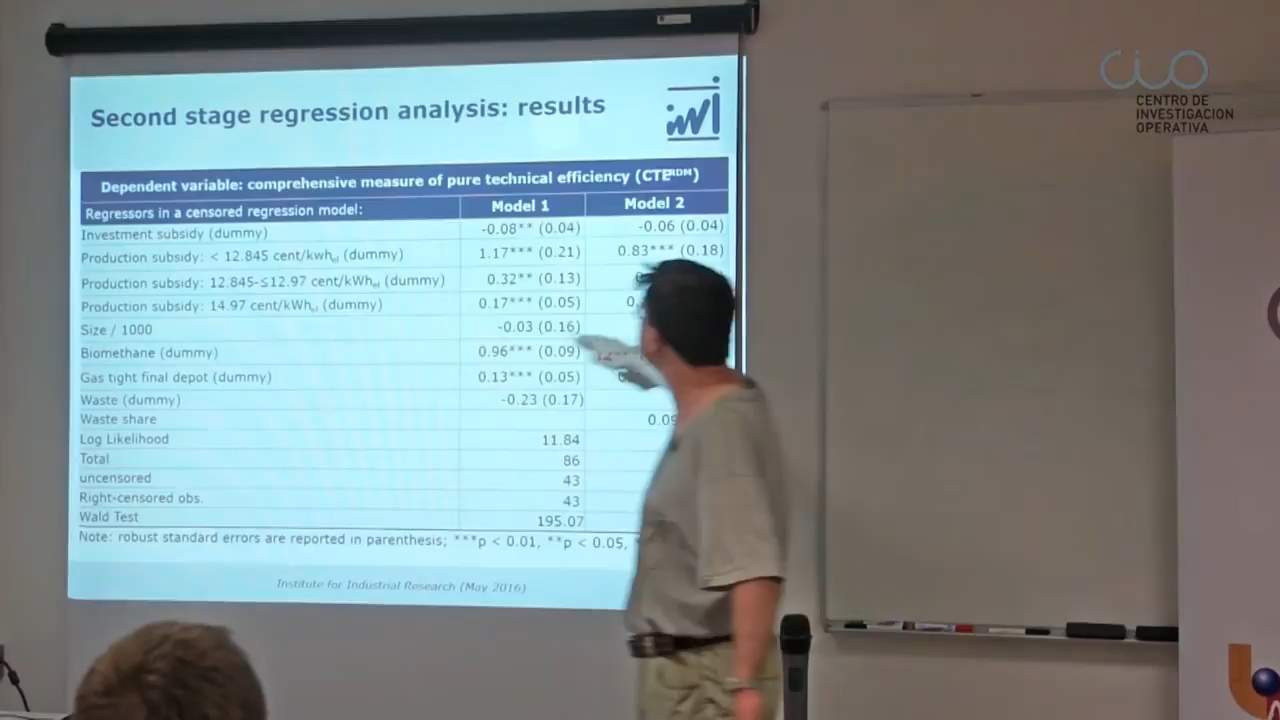 CIO
CENTRO DE
INVESTIGACION
OPERATIVA
Second stage regression analysis: results
Dependent variable: comprehensive measure of pure technical efficiency (CTEᴿᴰᴹ)
Regressors in a censored regression model: Model 1 Model 2
Investment subsidy (dummy) -0.08** (0.04) -0.06 (0.04)
Production subsidy: < 12.845 cent/kwhel (dummy) 1.17*** (0.21) 0.83*** (0.18)
Production subsidy: 12.845-≤12.97 cent/kWhel (dummy) 0.32** (0.13)
Production subsidy: 14.97 cent/kWhel (dummy) 0.17*** (0.05)
Size / 1000 -0.03 (0.16)
Biomethane (dummy) 0.96*** (0.09)
Gas tight final depot (dummy) 0.13*** (0.05)
Waste (dummy) -0.23 (0.17)
Waste share
Log Likelihood 11.84
Total 86
uncensored 43
Right-censored obs. 43
Wald Test 195.07
Note: robust standard errors are reported in parenthesis; ***p < 0.01, **p < 0.05,
Institute for Industrial Research (May 2016)